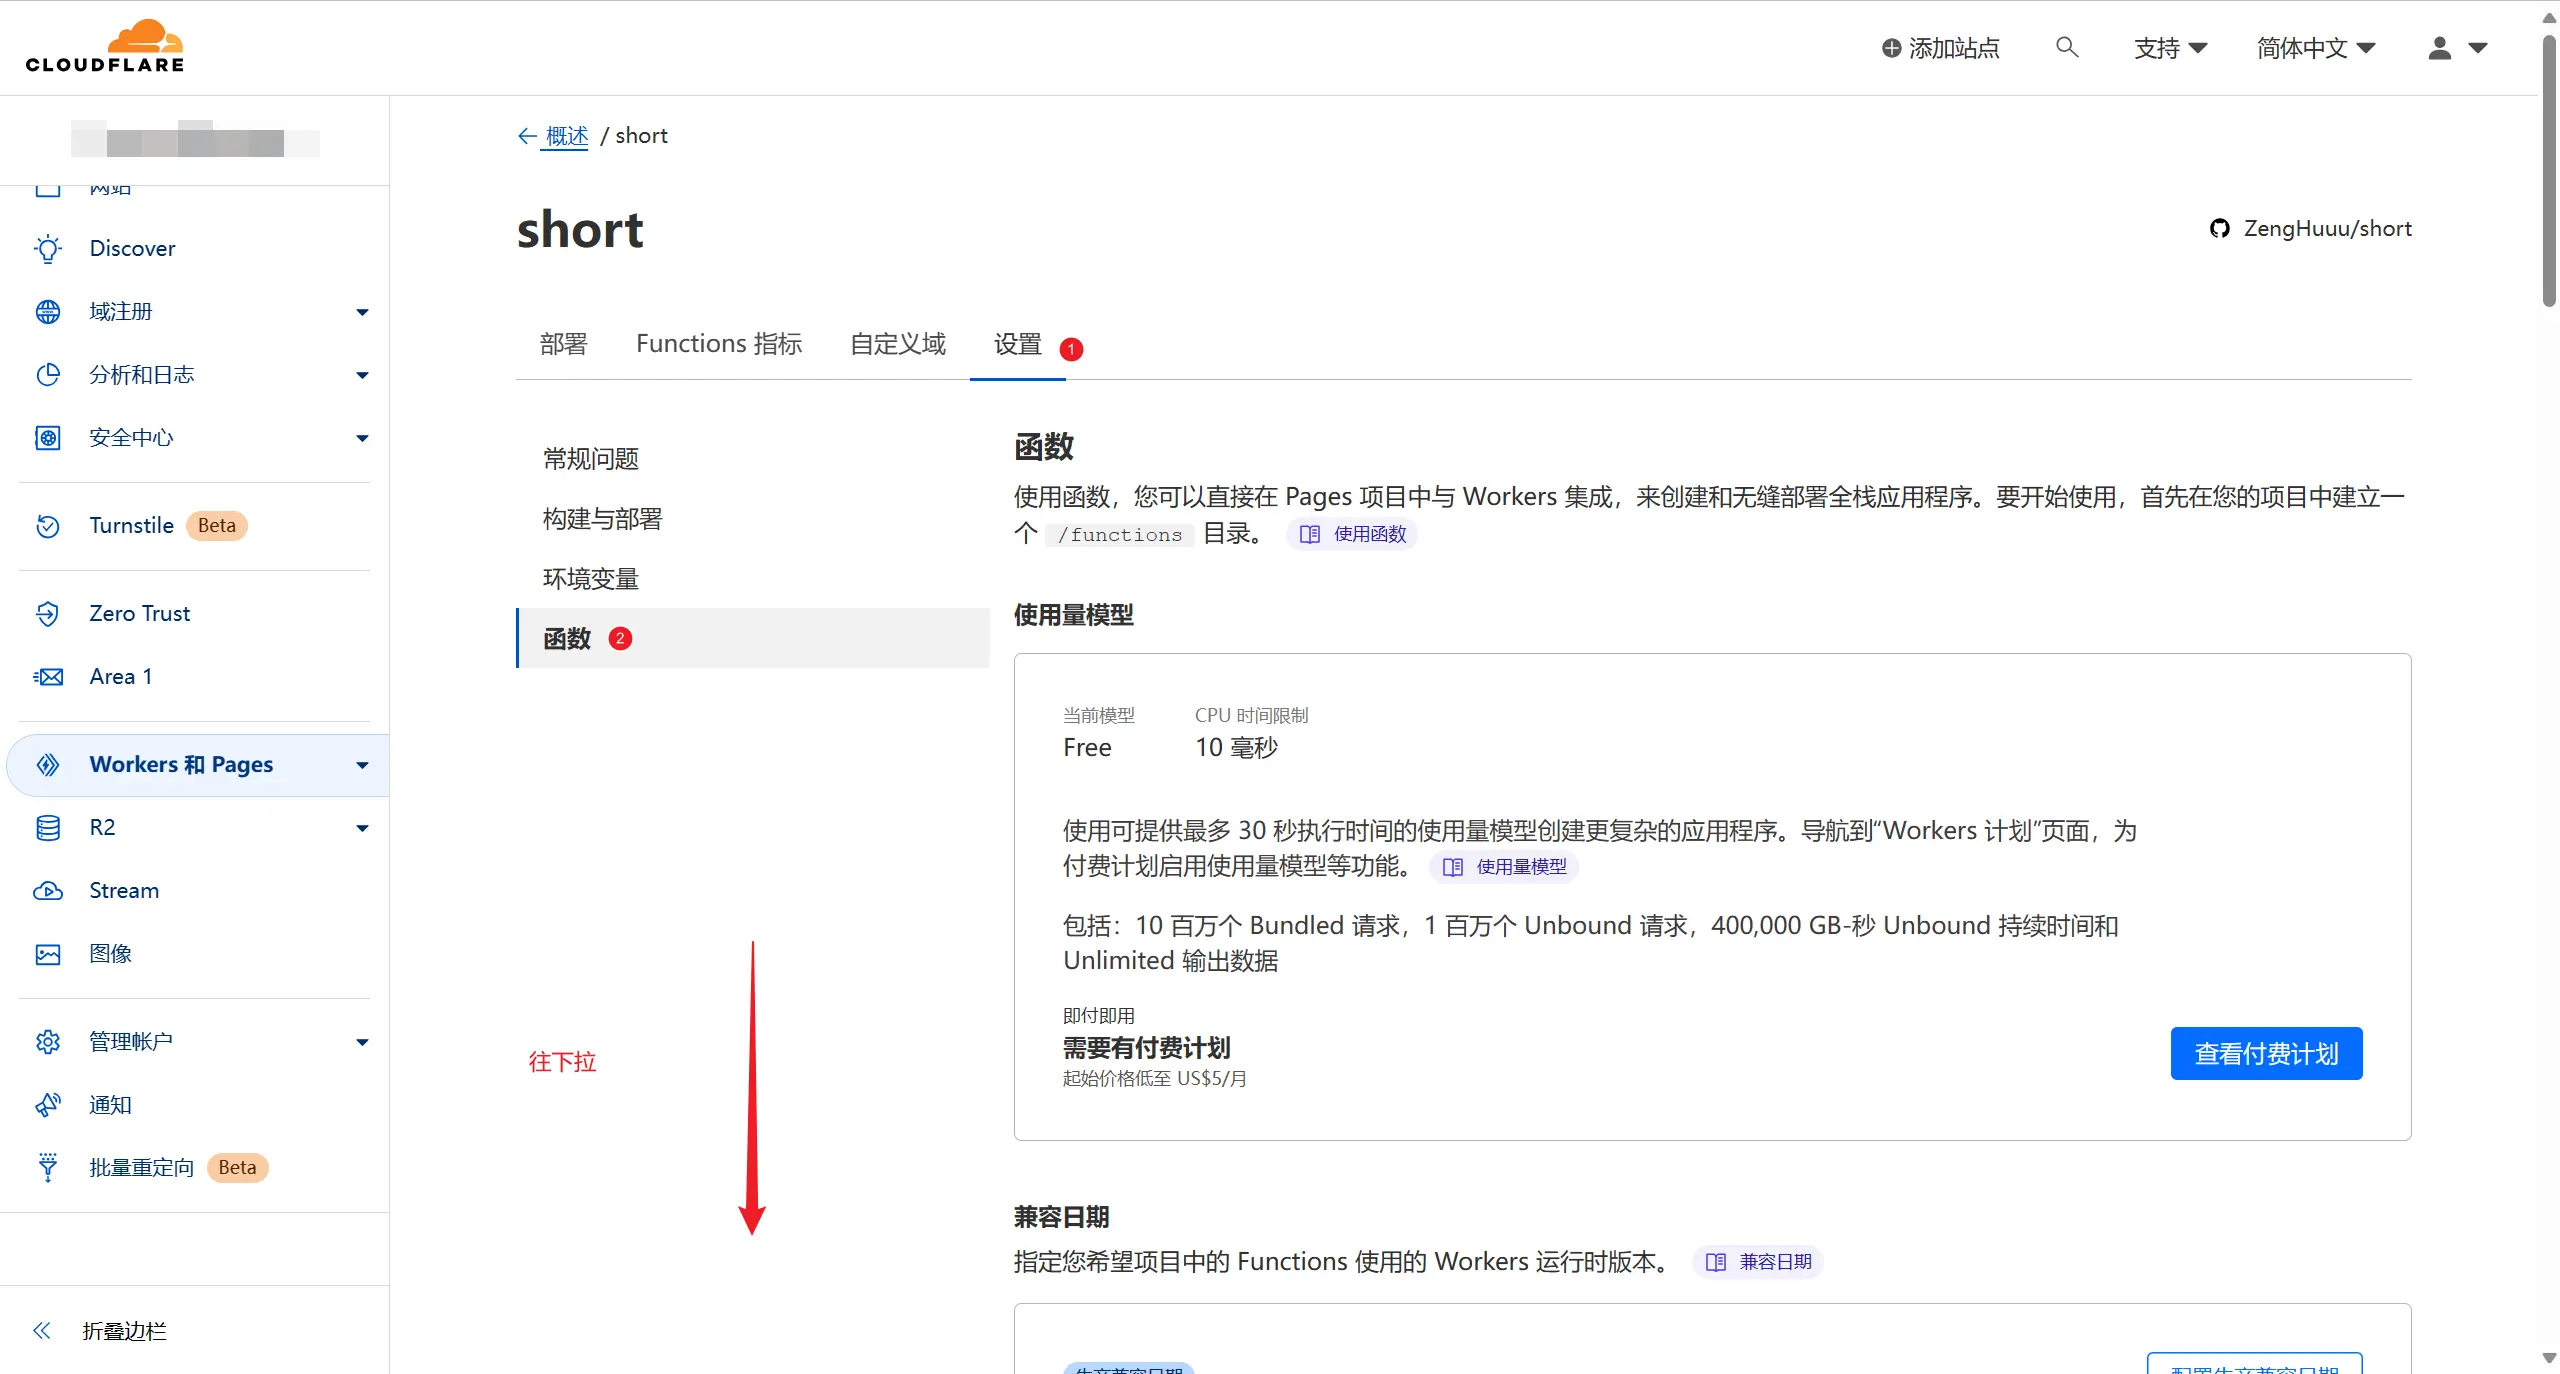 CLOUDFLARE
添加站点
支持
简体中文
网站
Discover
域注册
分析和日志
安全中心
Turnstile Beta
Zero Trust
Area 1
Workers 和 Pages
R2
Stream
图像
管理帐户
通知
批量重定向 Beta
折叠边栏
概述 / short
short
ZengHuuu/short
部署 Functions 指标 自定义域 设置 1
常规问题
构建与部署
环境变量
函数 2
往下拉
函数
使用函数，您可以直接在 Pages 项目中与 Workers 集成，来创建和无缝部署全栈应用程序。要开始使用，首先在您的项目中建立一
个 /functions 目录。 使用函数
使用量模型
当前模型 CPU 时间限制
Free 10 毫秒
使用可提供最多 30 秒执行时间的使用量模型创建更复杂的应用程序。导航到“Workers 计划”页面，为
付费计划启用使用量模型等功能。 使用量模型
包括：10 百万个 Bundled 请求，1 百万个 Unbound 请求，400,000 GB-秒 Unbound 持续时间和
Unlimited 输出数据
即付即用
需要有付费计划
起始价格低至 US$5/月
查看付费计划
兼容日期
指定您希望项目中的 Functions 使用的 Workers 运行时版本。 兼容日期
生产兼容日期
配置生产兼容日期